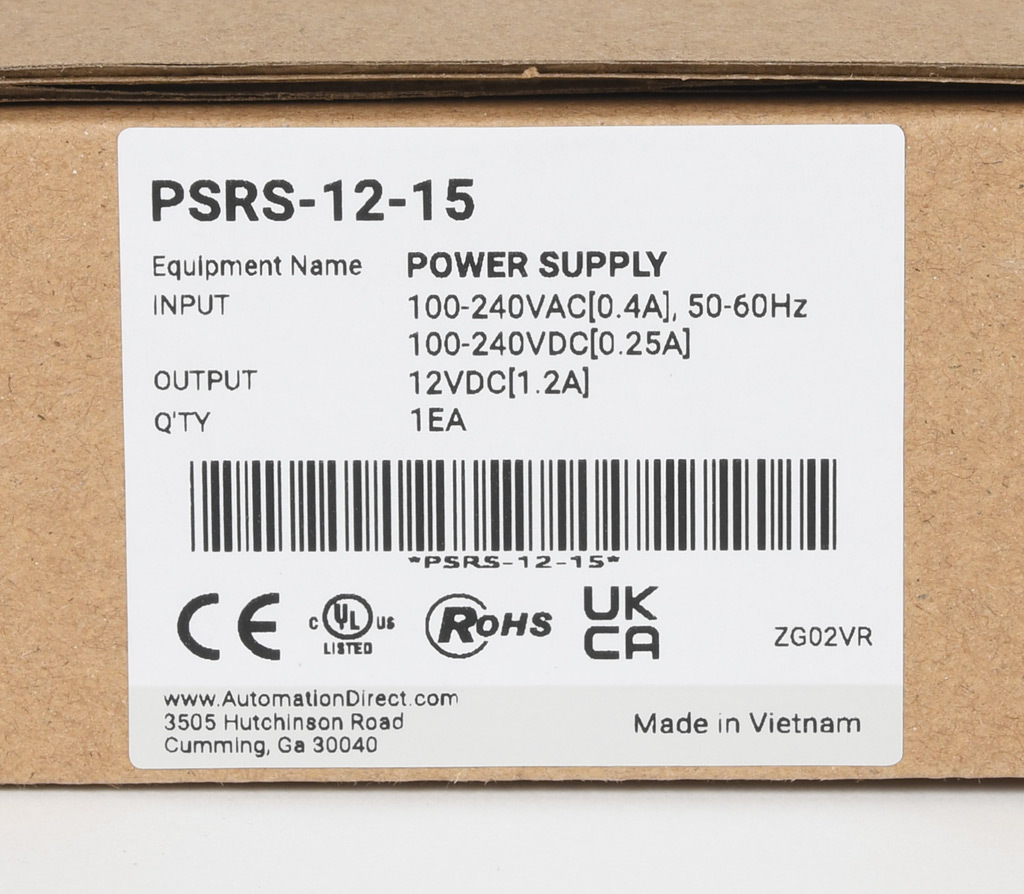 PSRS-12-15
Equipment Name POWER SUPPLY
INPUT 100-240VAC[0.4A], 50-60Hz
100-240VDC[0.25A]
OUTPUT 12VDC[1.2A]
Q'TY 1EA
*PSRS-12-15*
CE
C UL US
LISTED
RoHS
UK
CA
ZG02VR
www.AutomationDirect.com
3505 Hutchinson Road
Cumming, Ga 30040
Made in Vietnam